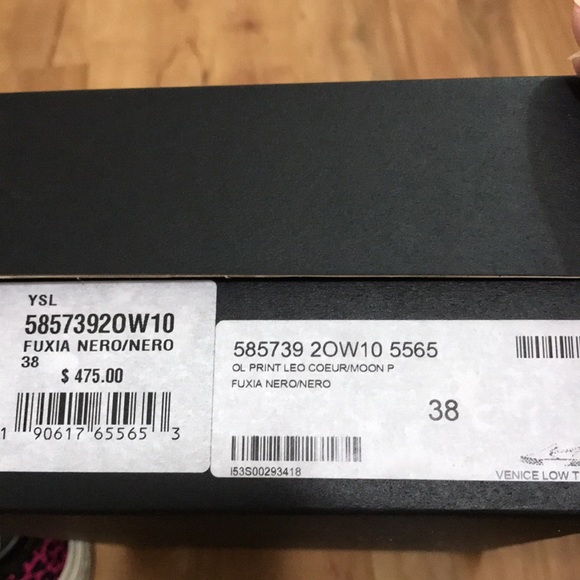 YSL
5857392OW10
FUXIA NERO/NERO
38
$ 475.00
1 90617 65565 3
585739 2OW10 5565
OL PRINT LEO COEUR/MOON P
FUXIA NERO/NERO
38
I53S00293418
VENICE LOW T